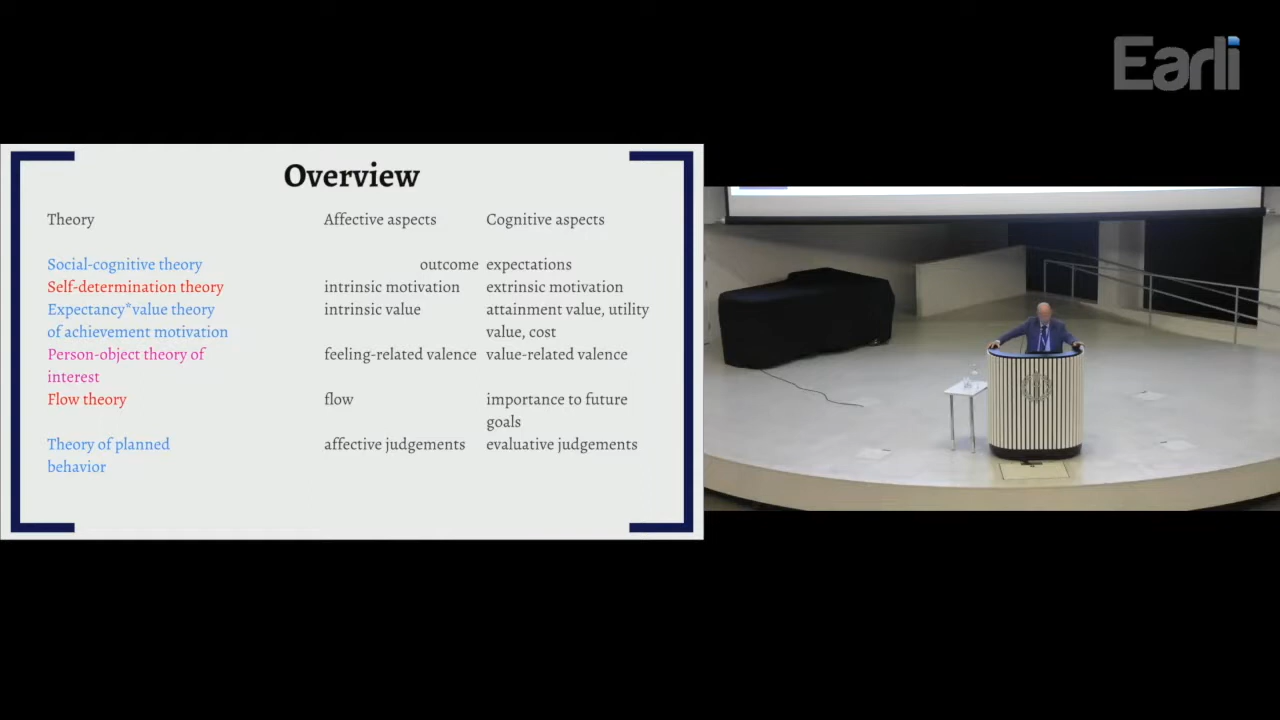 Earli
Overview
Theory Affective aspects Cognitive aspects
Social-cognitive theory outcome expectations
Self-determination theory intrinsic motivation extrinsic motivation
Expectancy*value theory intrinsic value attainment value, utility
of achievement motivation value, cost
Person-object theory of feeling-related valence value-related valence
interest
Flow theory flow importance to future
goals
Theory of planned affective judgements evaluative judgements
behavior